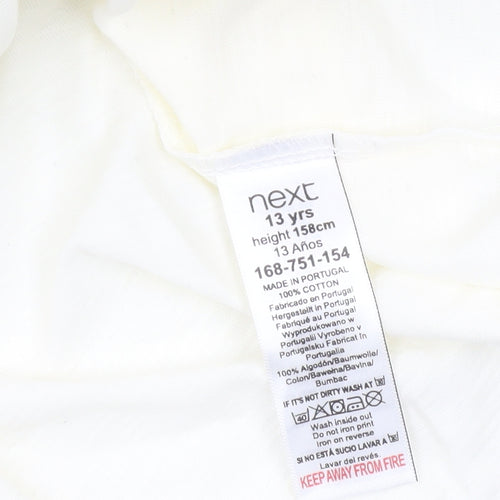 next
13 yrs
height 158cm
13 Años
168-751-154
MADE IN PORTUGAL
100% COTTON
Fabricado en Portugal
Hergestellt in Portugal
Fabriqué au Portugal
Wyprodukowano w
Portugalii Vyrobeno v
Portugalsku Fabricat în
Portugalia
100% Algodón/Baumwolle/
Coton/Bawełna/Bavlna/
Bumbac
IF IT'S NOT DIRTY WASH AT
40
Wash inside out
Do not iron print
Iron on reverse
SI NO ESTÁ SUCIO LAVAR A
Lavar del revés.
KEEP AWAY FROM FIRE